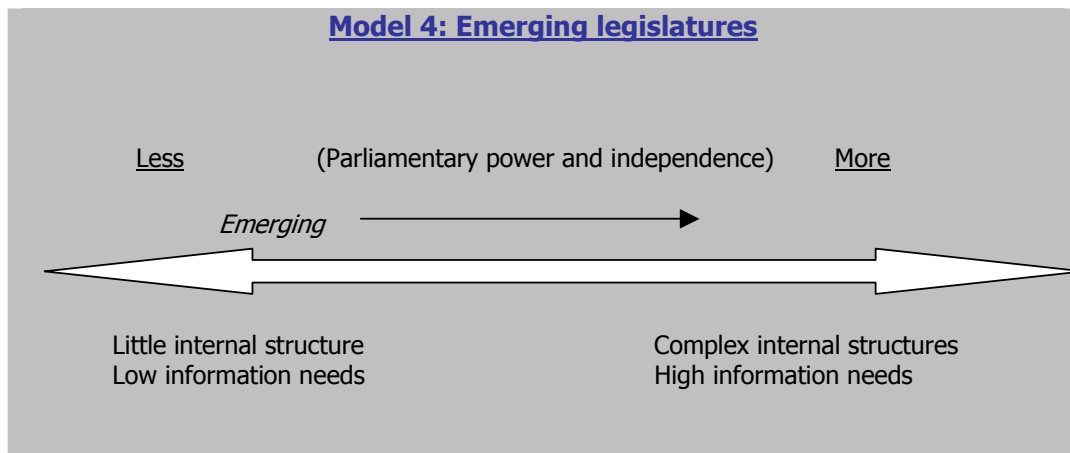 Model 4: Emerging legislatures
Less (Parliamentary power and independence) More
Emerging
Little internal structure Complex internal structures
Low information needs High information needs